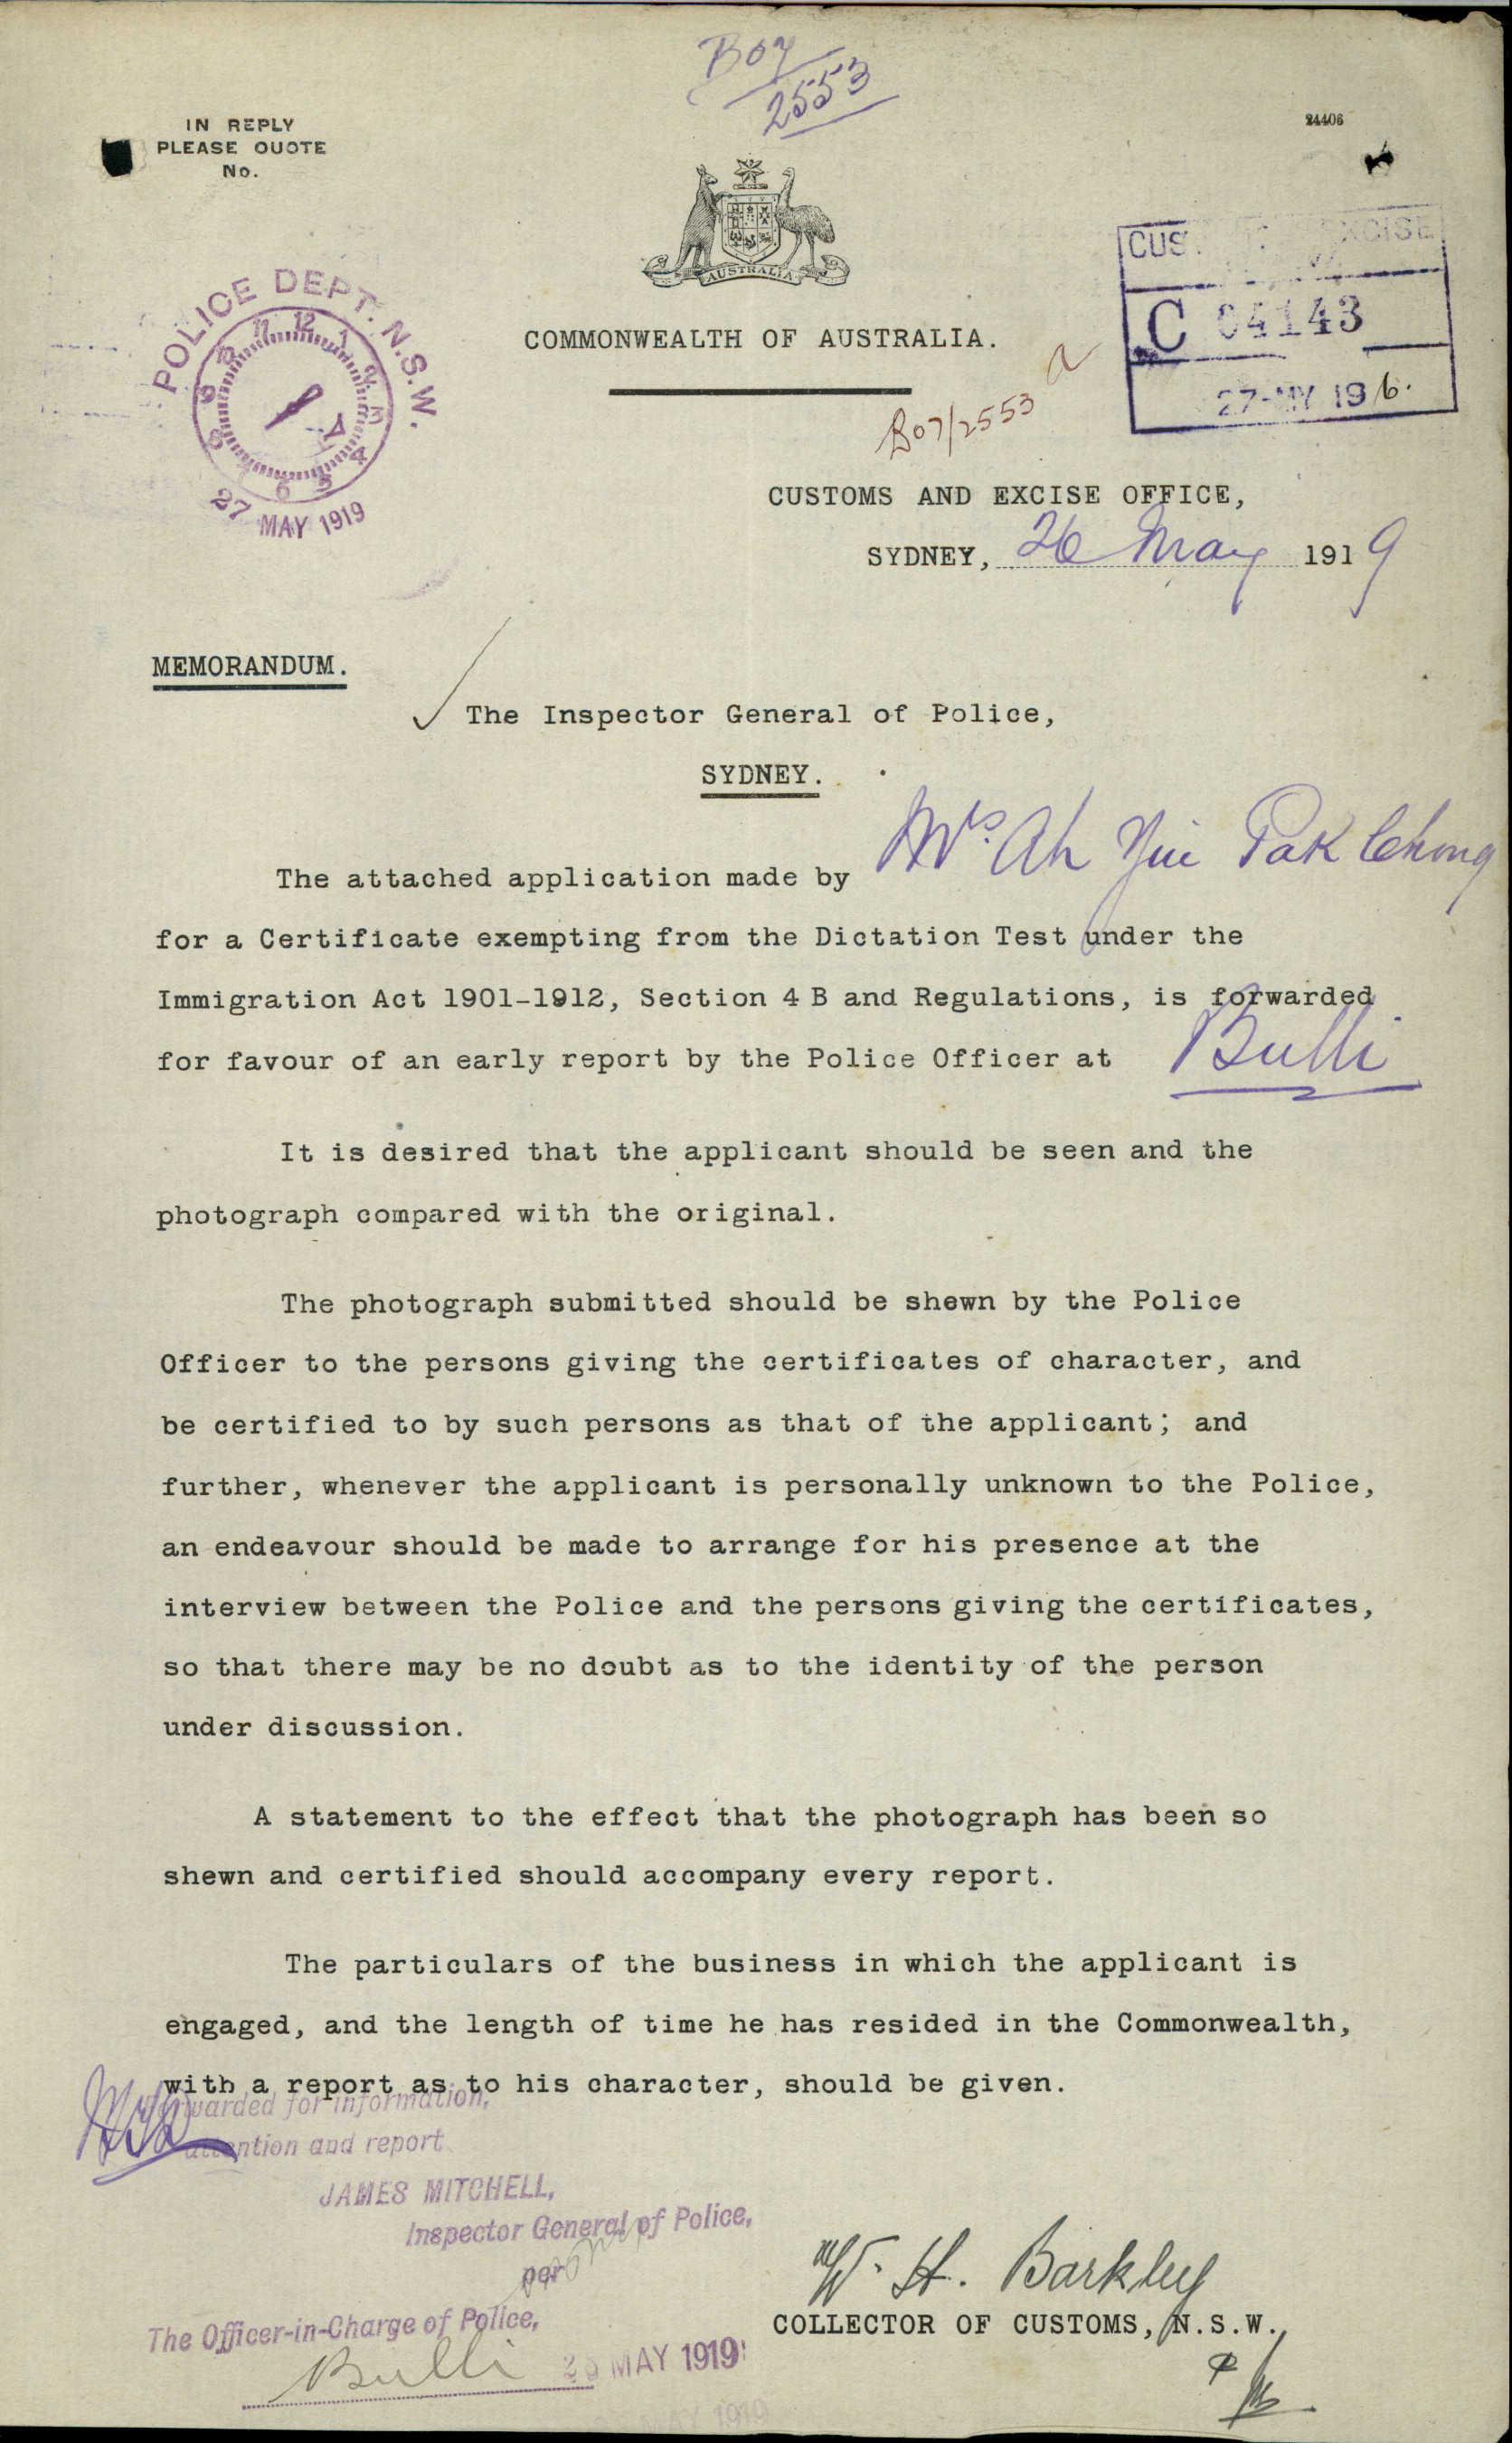 B07
2553
IN REPLY
PLEASE QUOTE
No.
24406
AUSTRALIA
COMMONWEALTH OF AUSTRALIA.
POLICE DEPT. N.S.W.
27 MAY 1919
C 04143
27-MY 19
B07/2553
CUSTOMS AND EXCISE OFFICE,
SYDNEY, 26 May 1919
MEMORANDUM.
The Inspector General of Police,
SYDNEY.
The attached application made by Mrs. Ah Yui Pak Chong
for a Certificate exempting from the Dictation Test under the
Immigration Act 1901-1912, Section 4 B and Regulations, is forwarded
for favour of an early report by the Police Officer at Bulli
It is desired that the applicant should be seen and the
photograph compared with the original.
The photograph submitted should be shewn by the Police
Officer to the persons giving the certificates of character, and
be certified to by such persons as that of the applicant; and
further, whenever the applicant is personally unknown to the Police,
an endeavour should be made to arrange for his presence at the
interview between the Police and the persons giving the certificates,
so that there may be no doubt as to the identity of the person
under discussion.
A statement to the effect that the photograph has been so
shewn and certified should accompany every report.
The particulars of the business in which the applicant is
engaged, and the length of time he has resided in the Commonwealth,
with a report as to his character, should be given.
for information,
attention and report
JAMES MITCHELL,
Inspector General of Police,
per
The Officer-in-Charge of Police,
Bulli MAY 1919
W. H. Barkley
COLLECTOR OF CUSTOMS, N.S.W.,